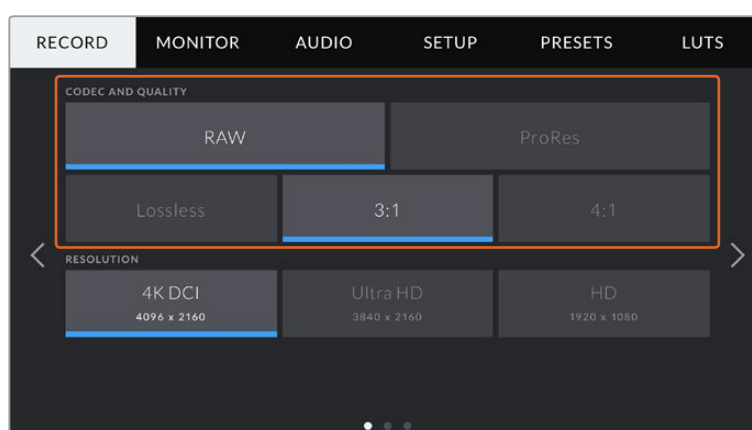 RECORD MONITOR AUDIO SETUP PRESETS LUTS
CODEC AND QUALITY
RAW ProRes
Lossless 3:1 4:1
RESOLUTION
4K DCI Ultra HD HD
4096 x 2160 3840 x 2160 1920 x 1080